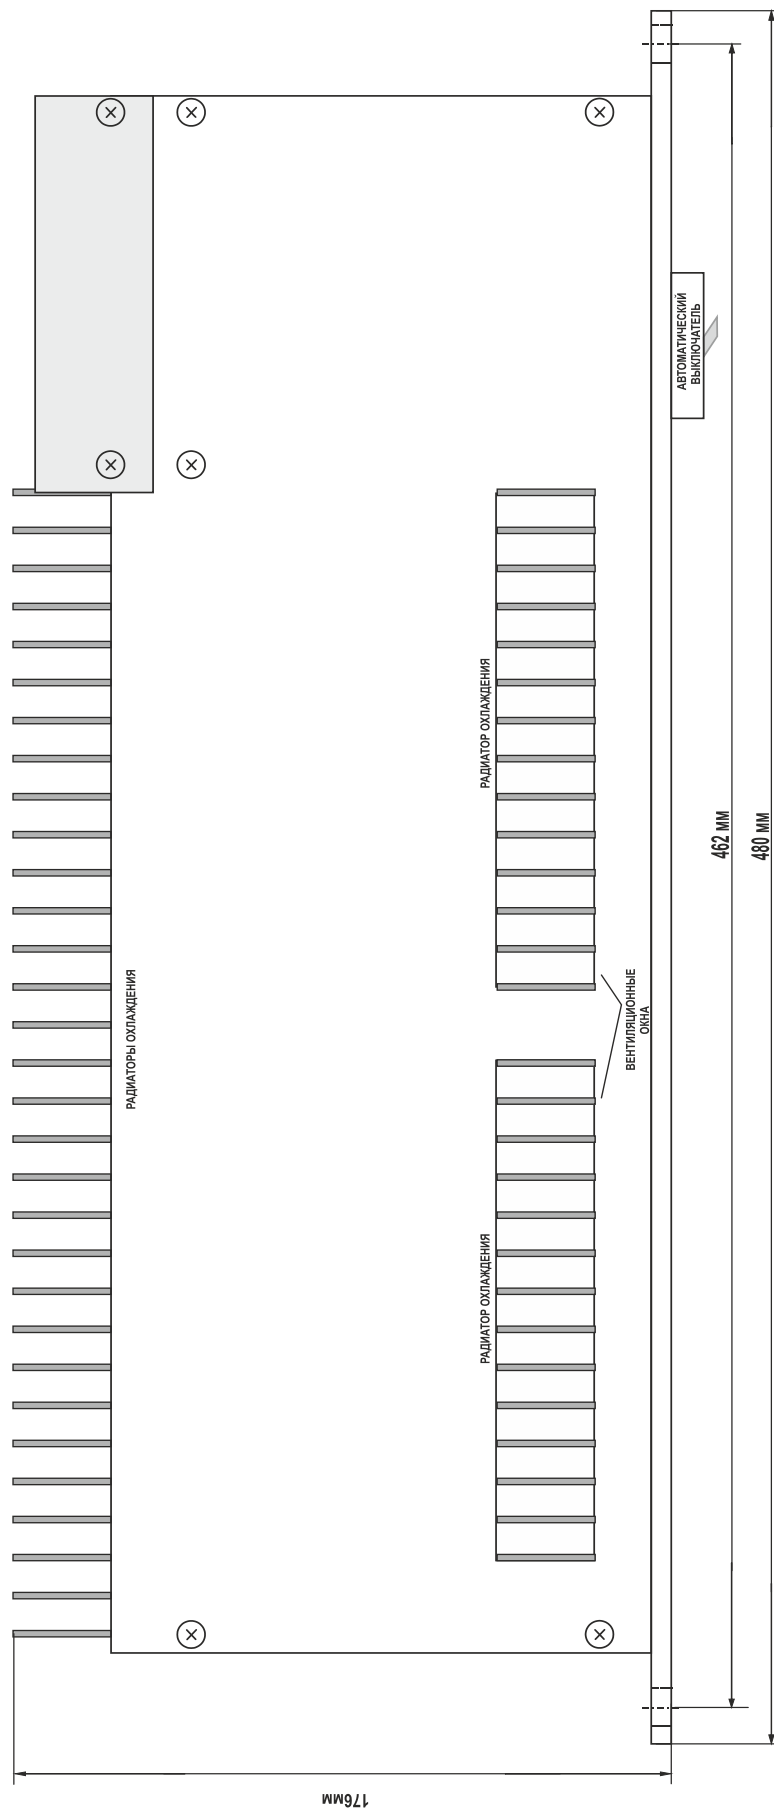 РАДИАТОРЫ ОХЛАЖДЕНИЯ
РАДИАТОР ОХЛАЖДЕНИЯ
РАДИАТОР ОХЛАЖДЕНИЯ
ВЕНТИЛЯЦИОННЫЕ
ОКНА
АВТОМАТИЧЕСКИЙ
ВЫКЛЮЧАТЕЛЬ
462 мм
480 мм
176мм